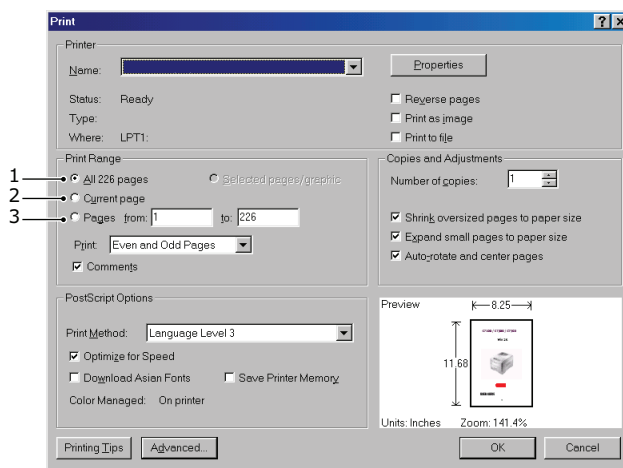 Print
Printer
Name:
Properties
Status: Ready
Type:
Where: LPT1:
Reverse pages
Print as image
Print to file
Print Range
1 All 226 pages Selected pages/graphic
2 Current page
3 Pages from: 1 to: 226
Print: Even and Odd Pages
Comments
Copies and Adjustments
Number of copies: 1
Shrink oversized pages to paper size
Expand small pages to paper size
Auto-rotate and center pages
PostScript Options
Print Method: Language Level 3
Optimize for Speed
Download Asian Fonts Save Printer Memory
Color Managed: On printer
Preview
8.25
11.68
Units: Inches Zoom: 141.4%
Printing Tips Advanced... OK Cancel